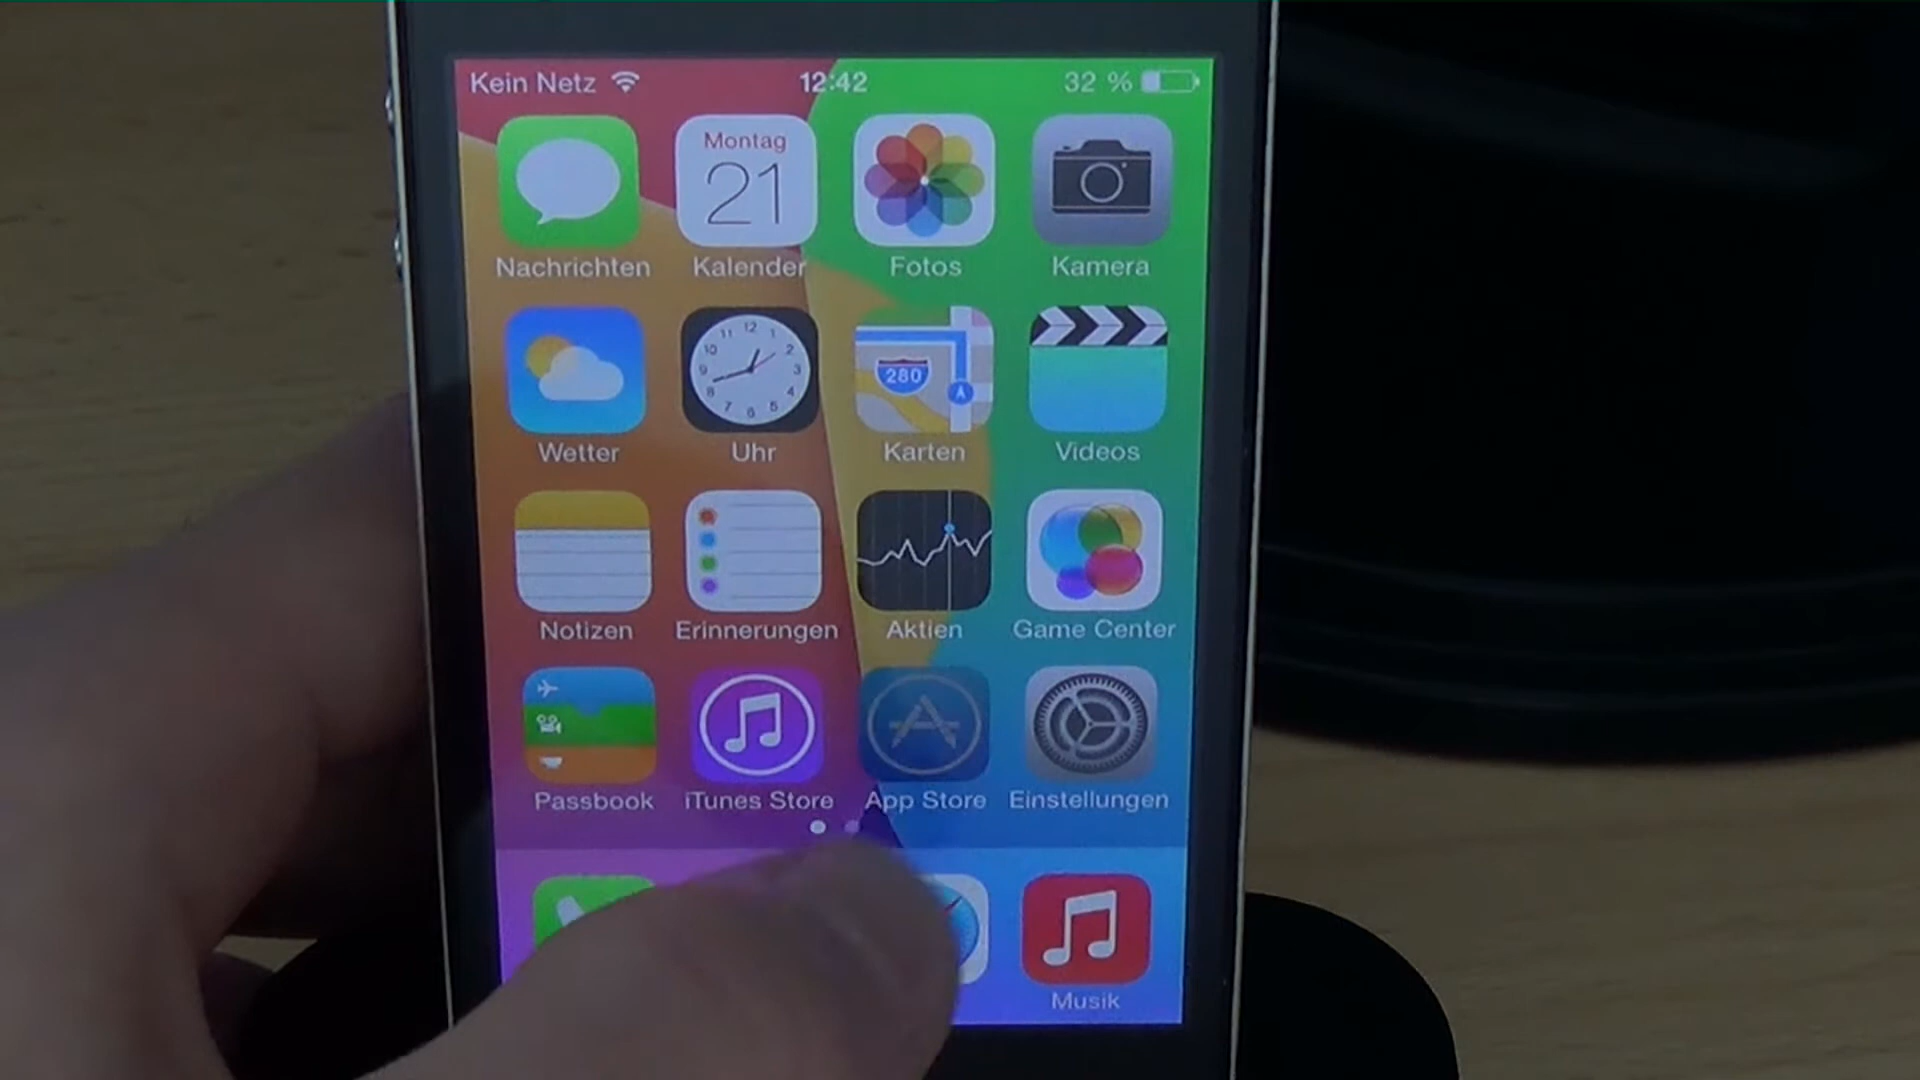 Kein Netz 12:42 32 %
Montag
21
Nachrichten Kalender Fotos Kamera
280
Wetter Uhr Karten Videos
Notizen Erinnerungen Aktien Game Center
Passbook iTunes Store App Store Einstellungen
Musik